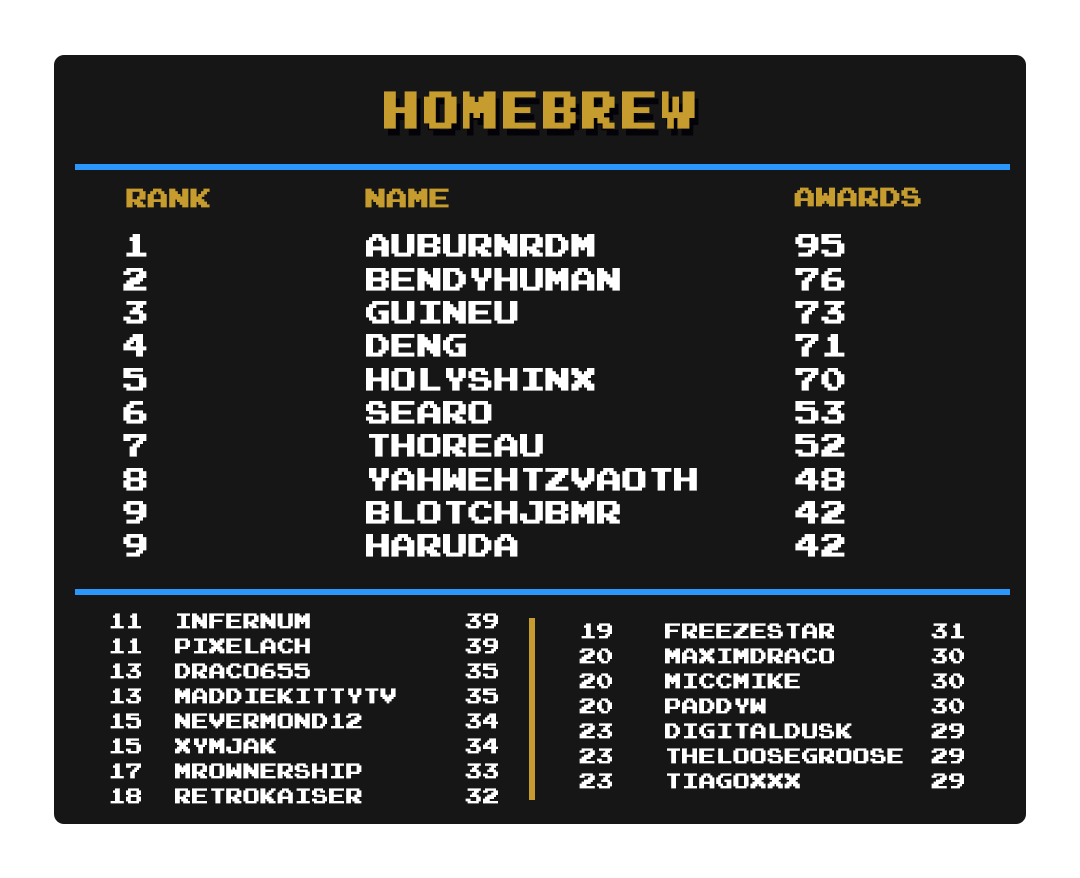 HOMEBREW
RANK NAME AWARDS
1 AUBURNRDM 95
2 BENDYHUMAN 76
3 GUINEU 73
4 DENG 71
5 HOLYSHINX 70
6 SEARO 53
7 THOREAU 52
8 YAHWEHTZVAOTH 48
9 BLOTCHJBMR 42
9 HARUDA 42
11 INFERNUM 39
11 PIXELACH 39
13 DRACO655 35
13 MADDIEKITTYTV 35
15 NEVERMOND12 34
15 XYMJAK 34
17 MROWNERSHIP 33
18 RETROKAISER 32
19 FREEZESTAR 31
20 MAXIMDRACO 30
20 MICCMIKE 30
20 PADDYW 30
23 DIGITALDUSK 29
23 THELOOSEGROOSE 29
23 TIAGOXXX 29